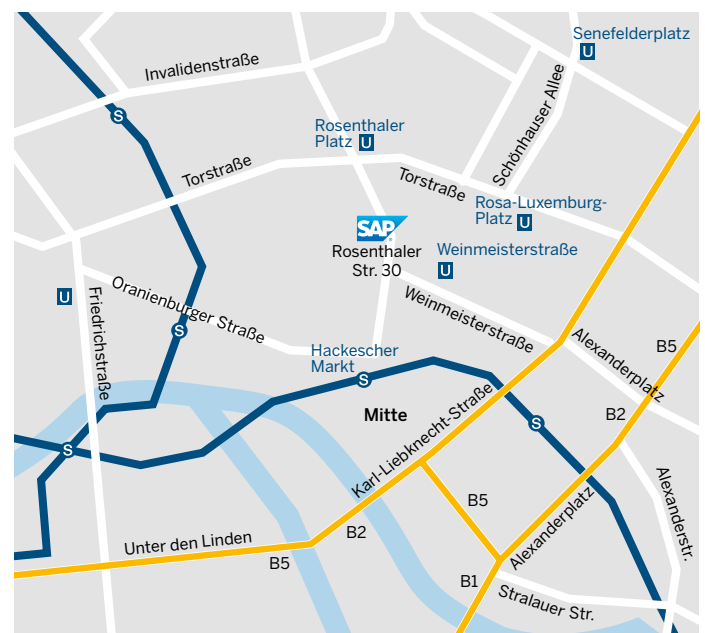 Senefelderplatz
U
Invalidenstraße
Schönhauser Allee
S
Rosenthaler
Platz U
Torstraße
Torstraße
Rosa-Luxemburg-
Platz U
SAP
Rosenthaler
Str. 30
Weinmeisterstraße
U
U
Friedrichstraße
Oranienburger Straße
Weinmeisterstraße
S
Alexanderplatz
B5
Hackescher
Markt
S
Mitte
Karl-Liebknecht-Straße
B2
S
S
Alexanderstr.
B5
Alexanderplatz
Unter den Linden
B2
B5
B1
Stralauer Str.